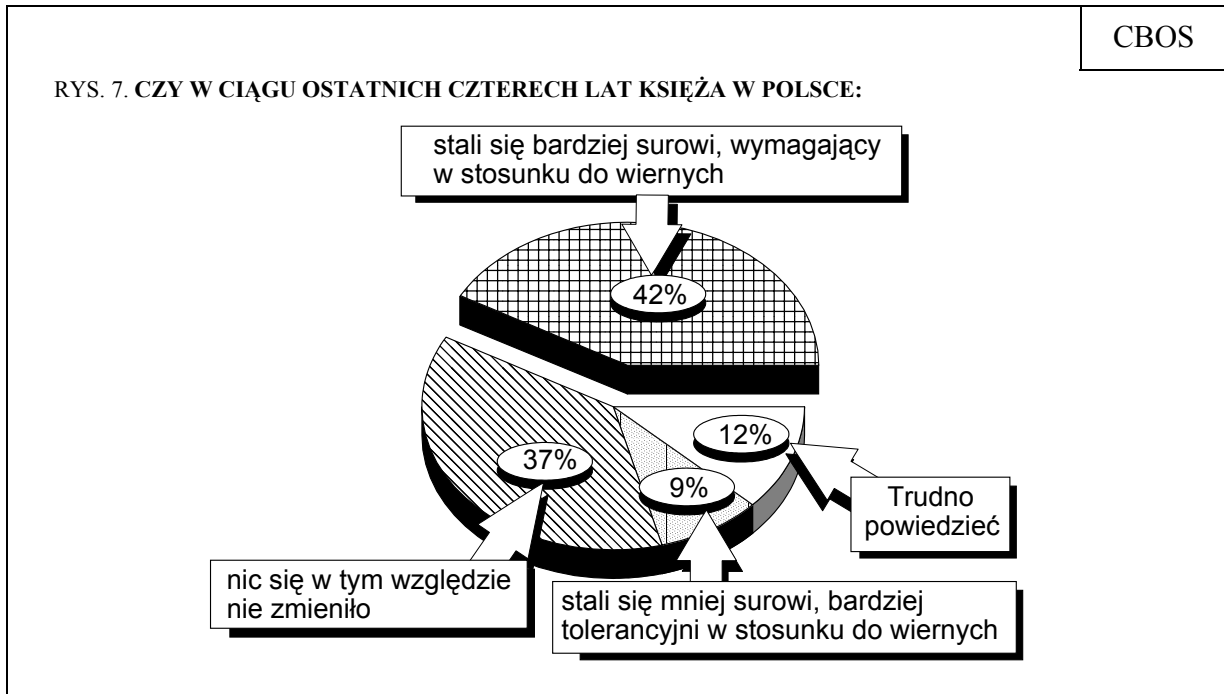 CBOS
RYS. 7. CZY W CIĄGU OSTATNICH CZTERECH LAT KSIĘŻA W POLSCE:
stali się bardziej surowi, wymagający
w stosunku do wiernych
42%
12%
37%
9%
Trudno
powiedzieć
nic się w tym względzie
nie zmieniło
stali się mniej surowi, bardziej
tolerancyjni w stosunku do wiernych